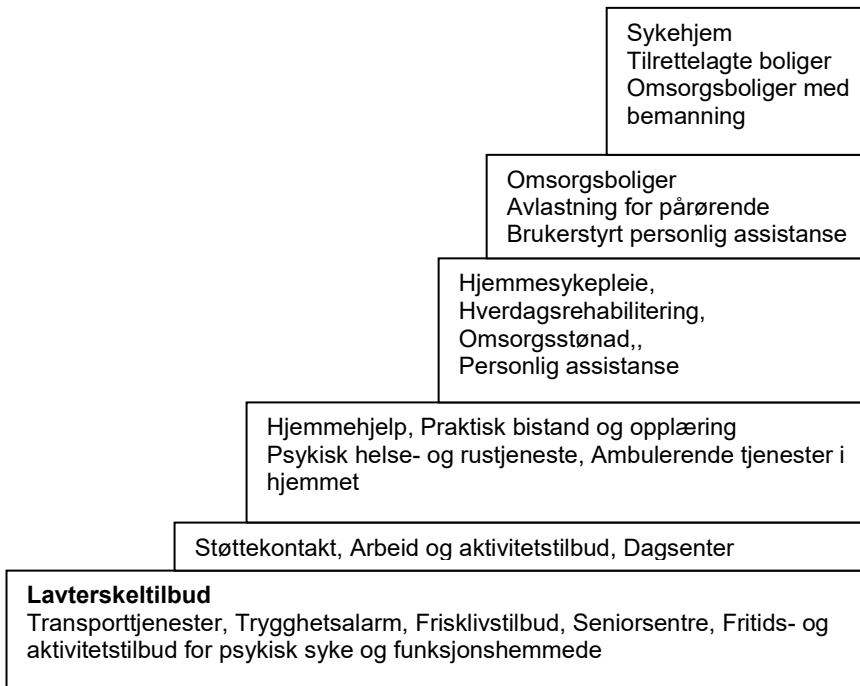 Sykehjem
Tilrettelagte boliger
Omsorgsboliger med
bemanning
Omsorgsboliger
Avlastning for pårørende
Brukerstyrt personlig assistanse
Hjemmesykepleie,
Hverdagsrehabilitering,
Omsorgsstønad,,
Personlig assistanse
Hjemmehjelp, Praktisk bistand og opplæring
Psykisk helse- og rustjeneste, Ambulerende tjenester i
hjemmet
Støttekontakt, Arbeid og aktivitetstilbud, Dagsenter
Lavterskeltilbud
Transporttjenester, Trygghetsalarm, Frisklivstilbud, Seniorsentre, Fritids- og
aktivitetstilbud for psykisk syke og funksjonshemmede